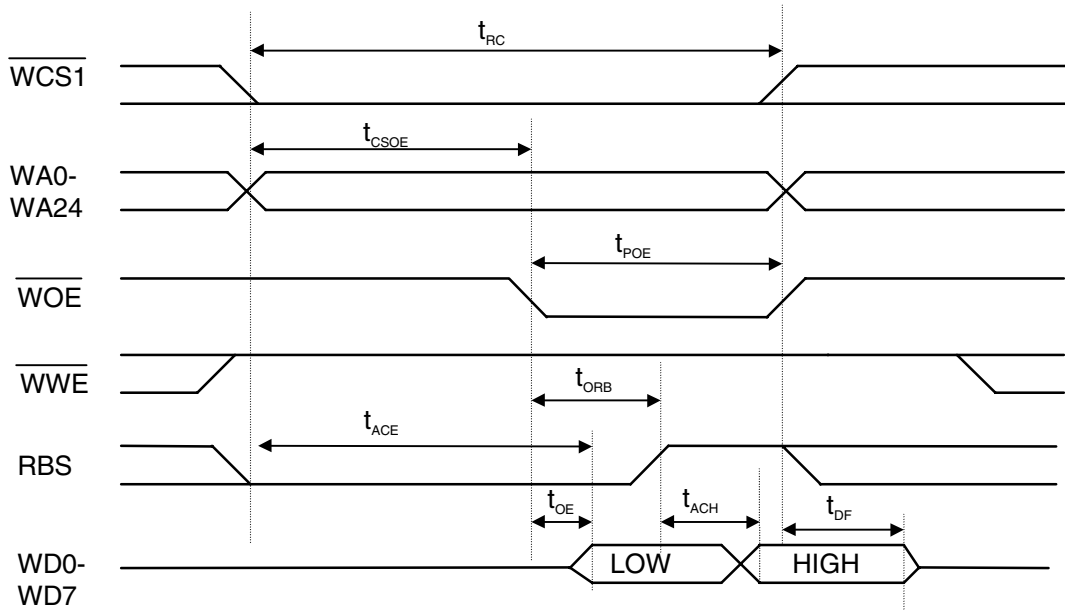 t_RC
WCS1
t_CSOE
WA0-
WA24
t_POE
WOE
WWE
t_ORB
t_ACE
RBS
t_OE
t_ACH
t_DF
WD0-
WD7
LOW
HIGH